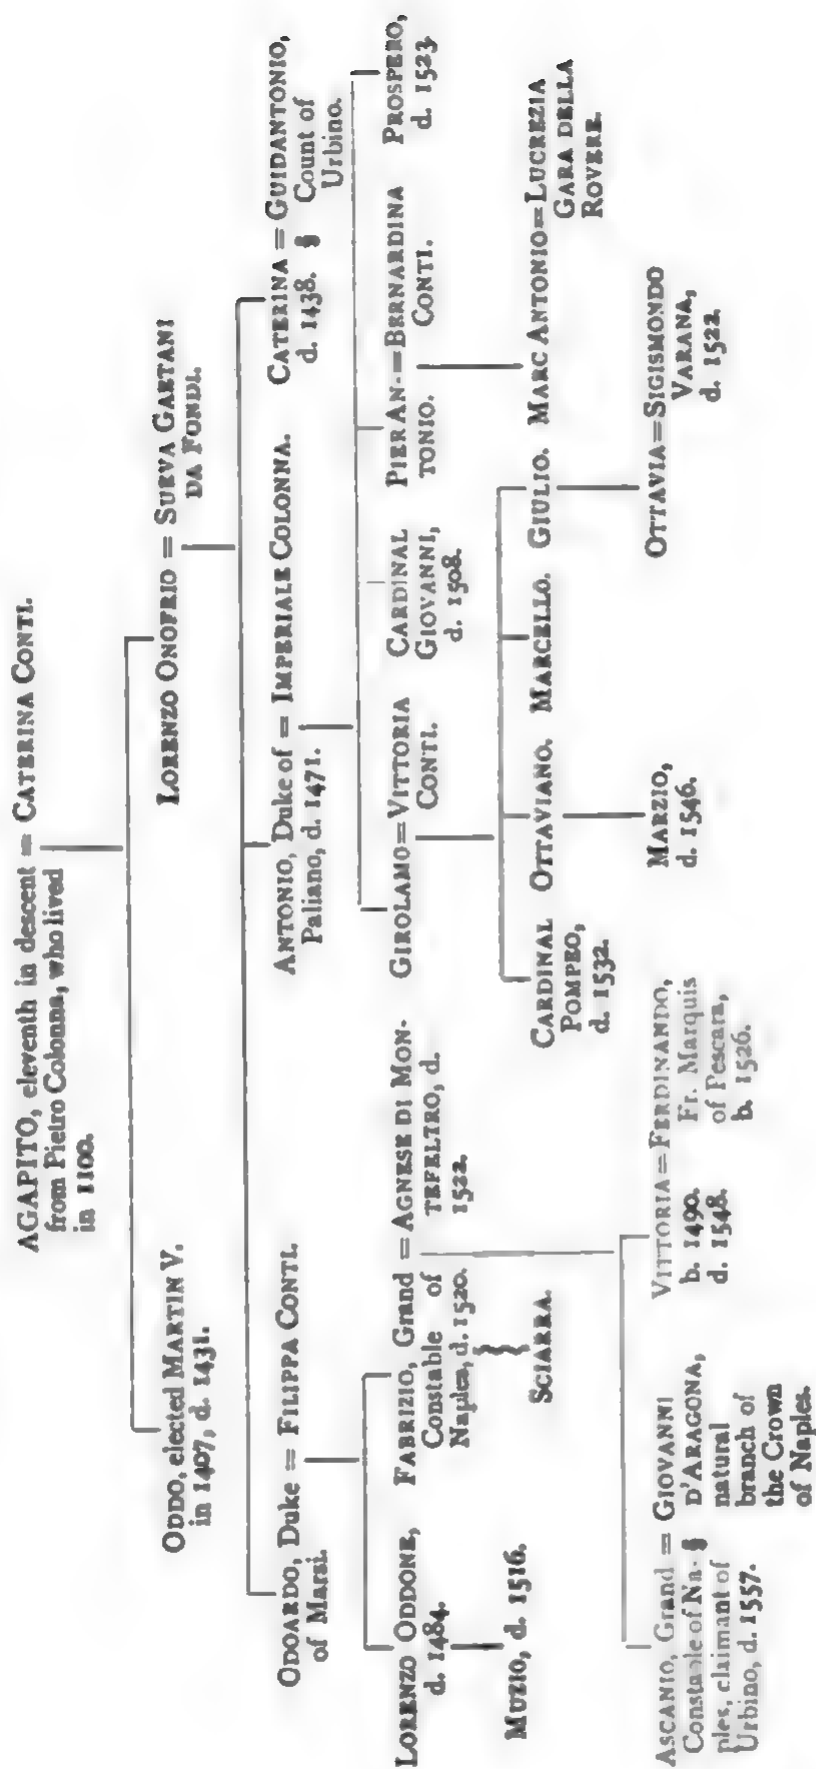 AGAPITO, eleventh in descent = CATERINA CONTI.
from Pietro Colonna, who lived
in 1100.
ODDO, elected MARTIN V.
in 1407, d. 1431.
LORENZO ONOFRIO = SUEVA GAETANI
DA FONDI.
ODOARDO, Duke = FILIPPA CONTI.
of Marsi.
ANTONIO, Duke of = IMPERIALE COLONNA.
Paliano, d. 1471.
CATERINA = GUIDANTONIO,
d. 1438. § Count of
Urbino.
LORENZO ODDONE,
d. 1484.
FABRIZIO, Grand = AGNESE DI MON-
Constable of TEFELTRO, d.
Naples, d. 1520. 1522.
GIROLAMO = VITTORIA
CONTI.
CARDINAL
GIOVANNI,
d. 1508.
PIER AN- = BERNARDINA
TONIO. CONTI.
PROSPERO,
d. 1523.
MUZIO, d. 1516.
SCIARRA.
CARDINAL
POMPEO,
d. 1532.
OTTAVIANO.
MARCELLO.
GIULIO.
MARC ANTONIO = LUCREZIA
GARA DELLA
ROVERE.
ASCANIO, Grand = GIOVANNI
Constable of Na- § D'ARAGONA,
ples, claimant of natural
Urbino, d. 1557. branch of
the Crown
of Naples.
VITTORIA = FERDINANDO,
b. 1490. Fr. Marquis
d. 1548. of Pescara,
b. 1526.
MARZIO,
d. 1546.
OTTAVIA = SIGISMONDO
VARANA,
d. 1522.